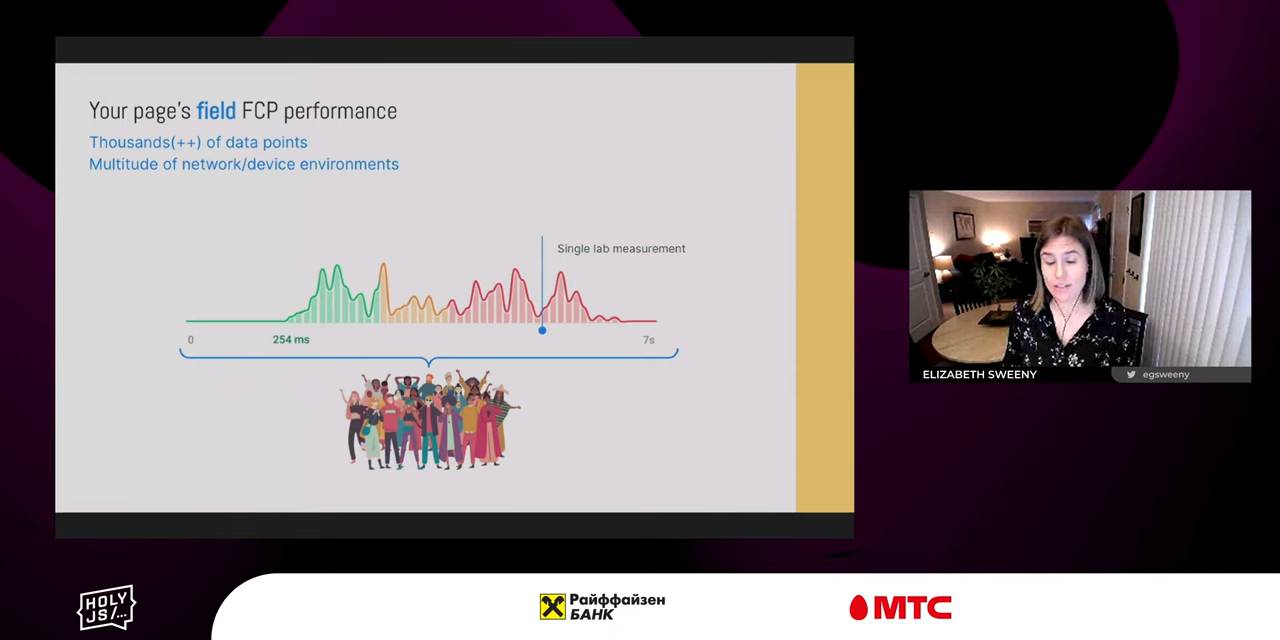 Your page's field FCP performance
Thousands(++) of data points
Multitude of network/device environments
Single lab measurement
0
254 ms
7s
ELIZABETH SWEENY
egsweeny
HOLY
JS/...
Райффайзен
БАНК
МТС